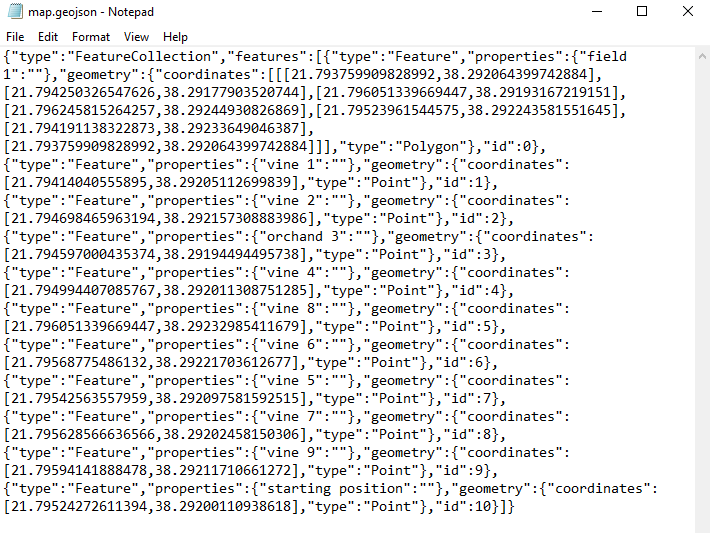 map.geojson - Notepad
File Edit Format View Help
{"type":"FeatureCollection","features":[{"type":"Feature","properties":{"field
1":""},"geometry":{"coordinates":[[[21.793759909828992,38.292064399742884],
[21.794250326547626,38.29177903520744],[21.796051339669447,38.29193167219151],
[21.796245815264257,38.29244930826869],[21.79523961544575,38.292243581551645],
[21.794191138322873,38.29233649046387],
[21.793759909828992,38.292064399742884]]],"type":"Polygon"},"id":0},
{"type":"Feature","properties":{"vine 1":""},"geometry":{"coordinates":
[21.79414040555895,38.29205112699839],"type":"Point"},"id":1},
{"type":"Feature","properties":{"vine 2":""},"geometry":{"coordinates":
[21.794698465963194,38.292157308883986],"type":"Point"},"id":2},
{"type":"Feature","properties":{"orchand 3":""},"geometry":{"coordinates":
[21.794597000435374,38.29194494495738],"type":"Point"},"id":3},
{"type":"Feature","properties":{"vine 4":""},"geometry":{"coordinates":
[21.794994407085767,38.292011308751285],"type":"Point"},"id":4},
{"type":"Feature","properties":{"vine 8":""},"geometry":{"coordinates":
[21.796051339669447,38.29232985411679],"type":"Point"},"id":5},
{"type":"Feature","properties":{"vine 6":""},"geometry":{"coordinates":
[21.79568775486132,38.29221703612677],"type":"Point"},"id":6},
{"type":"Feature","properties":{"vine 5":""},"geometry":{"coordinates":
[21.79542563557959,38.292097581592515],"type":"Point"},"id":7},
{"type":"Feature","properties":{"vine 7":""},"geometry":{"coordinates":
[21.795628566636566,38.29202458150306],"type":"Point"},"id":8},
{"type":"Feature","properties":{"vine 9":""},"geometry":{"coordinates":
[21.79594141888478,38.29211710661272],"type":"Point"},"id":9},
{"type":"Feature","properties":{"starting position":""},"geometry":{"coordinates":
[21.79524272611394,38.29200110938618],"type":"Point"},"id":10}]}